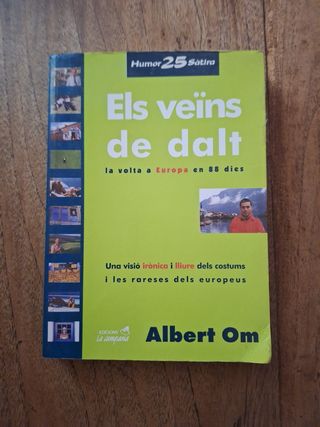 Humor 25 Sàtira
Els veïns
de dalt
la volta a Europa en 88 dies
Una visió irònica i lliure dels costums
i les rareses dels europeus
EDICIONS
La Campana
Albert Om